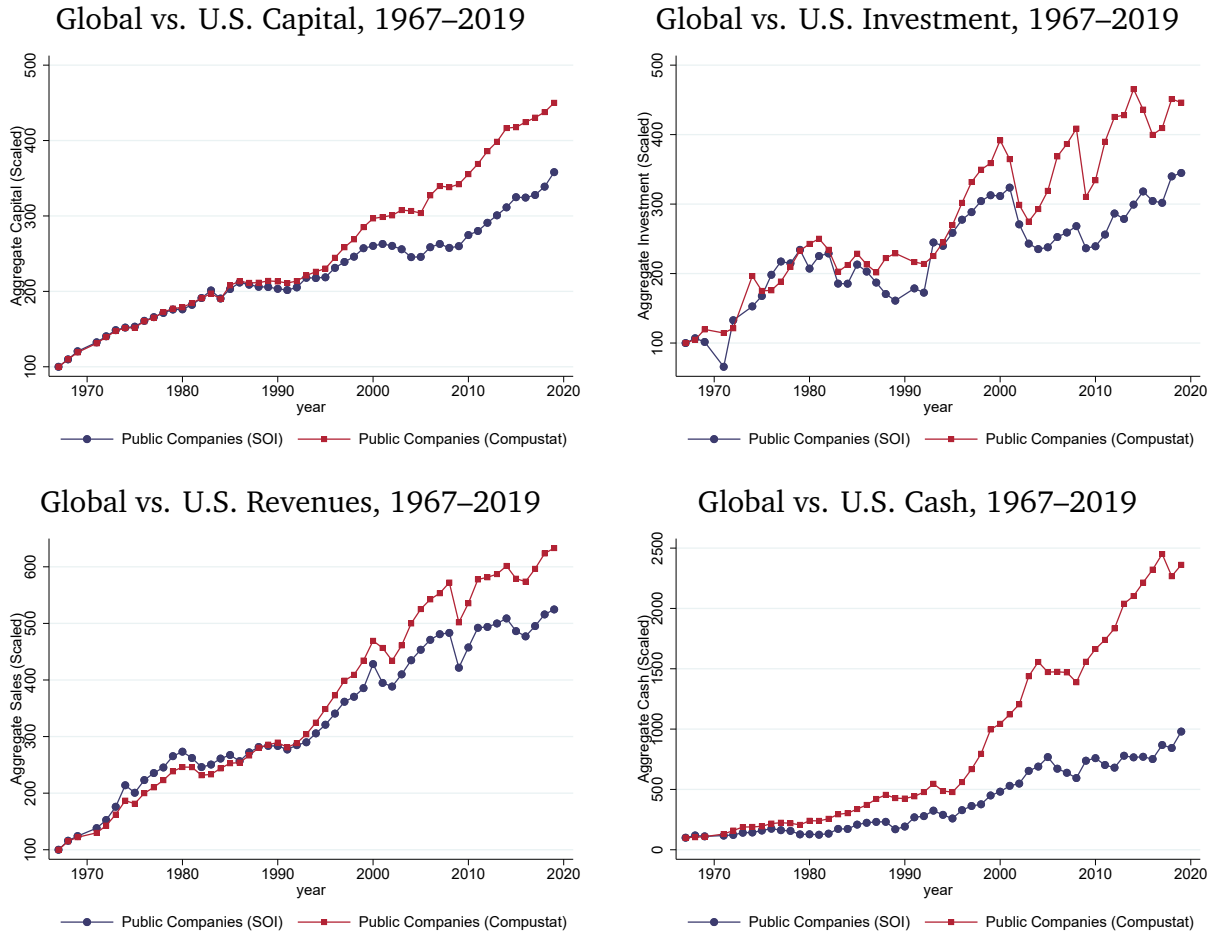 Global vs. U.S. Capital, 1967–2019
Aggregate Capital (Scaled)
500
400
300
200
100
1970 1980 1990 2000 2010 2020
year
Public Companies (SOI) Public Companies (Compustat)
Global vs. U.S. Investment, 1967–2019
Aggregate Investment (Scaled)
500
400
300
200
100
1970 1980 1990 2000 2010 2020
year
Public Companies (SOI) Public Companies (Compustat)
Global vs. U.S. Revenues, 1967–2019
Aggregate Sales (Scaled)
600
500
400
300
200
100
1970 1980 1990 2000 2010 2020
year
Public Companies (SOI) Public Companies (Compustat)
Global vs. U.S. Cash, 1967–2019
Aggregate Cash (Scaled)
2500
2000
1500
1000
500
0
1970 1980 1990 2000 2010 2020
year
Public Companies (SOI) Public Companies (Compustat)